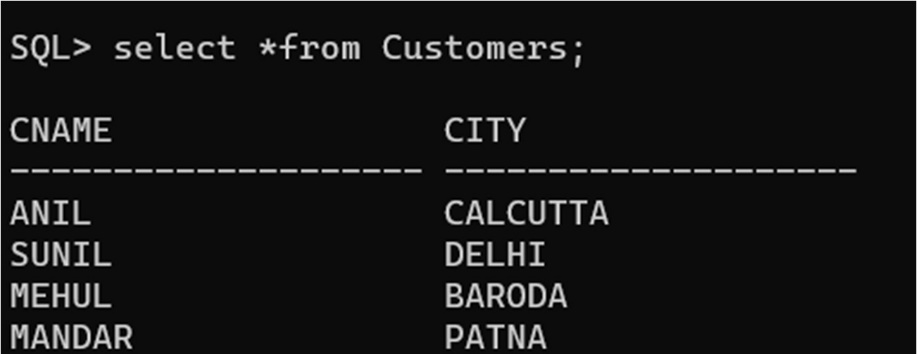 SQL> select *from Customers;
CNAME CITY
-------------------- --------------------
ANIL CALCUTTA
SUNIL DELHI
MEHUL BARODA
MANDAR PATNA